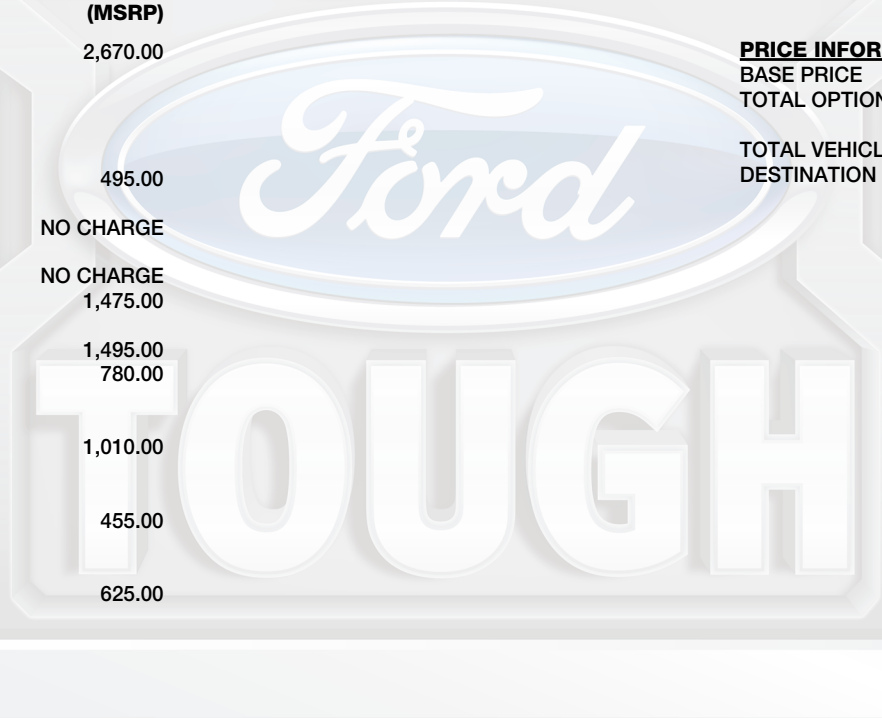 (MSRP)
2,670.00
495.00
NO CHARGE
NO CHARGE
1,475.00
1,495.00
780.00
1,010.00
455.00
625.00
PRICE INFOR
BASE PRICE
TOTAL OPTION
TOTAL VEHICL
DESTINATION
Ford
TOUGH